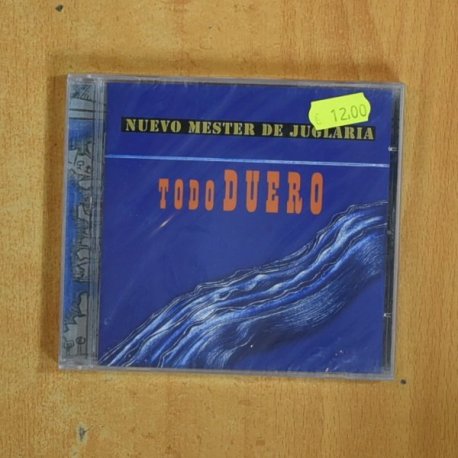 € 12,00
NUEVO MESTER DE JUGLARIA
TODO DUERO